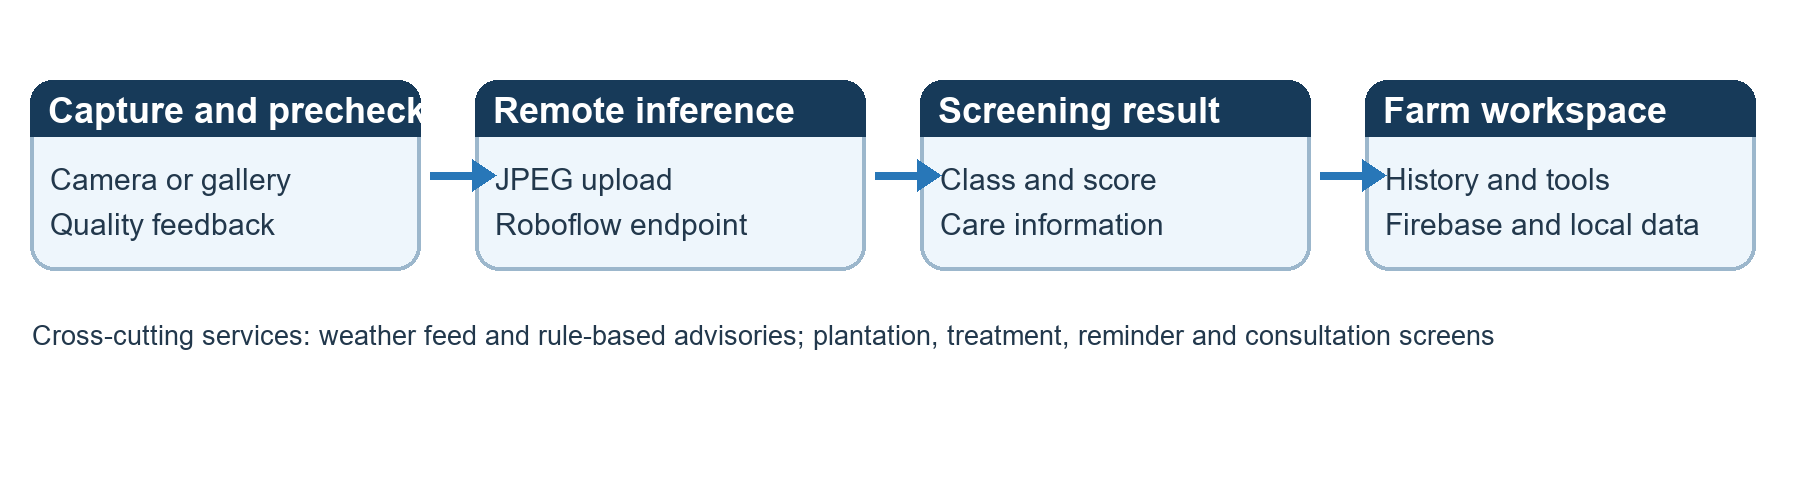 Capture and precheck
Camera or gallery
Quality feedback
Remote inference
JPEG upload
Roboflow endpoint
Screening result
Class and score
Care information
Farm workspace
History and tools
Firebase and local data
Cross-cutting services: weather feed and rule-based advisories; plantation, treatment, reminder and consultation screens